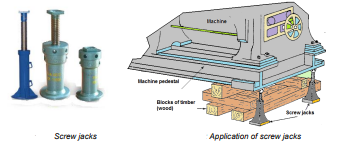 Machine
Machine pedestal
Blocks of timber
(wood)
Screw jacks
Screw jacks
Application of screw jacks